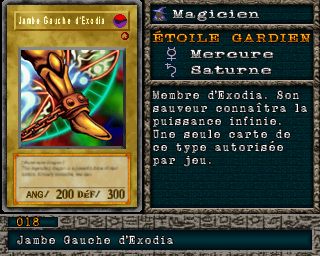 Jambe Gauche d'Exodia
ANG/ 200 DÉF/ 300
Magicien
ÉTOILE GARDIEN
Mercure
Saturne
Membre d'Exodia. Son
sauveur connaîtra la
puissance infinie.
Une seule carte de
ce type autorisée
par jeu.
018
Jambe Gauche d'Exodia